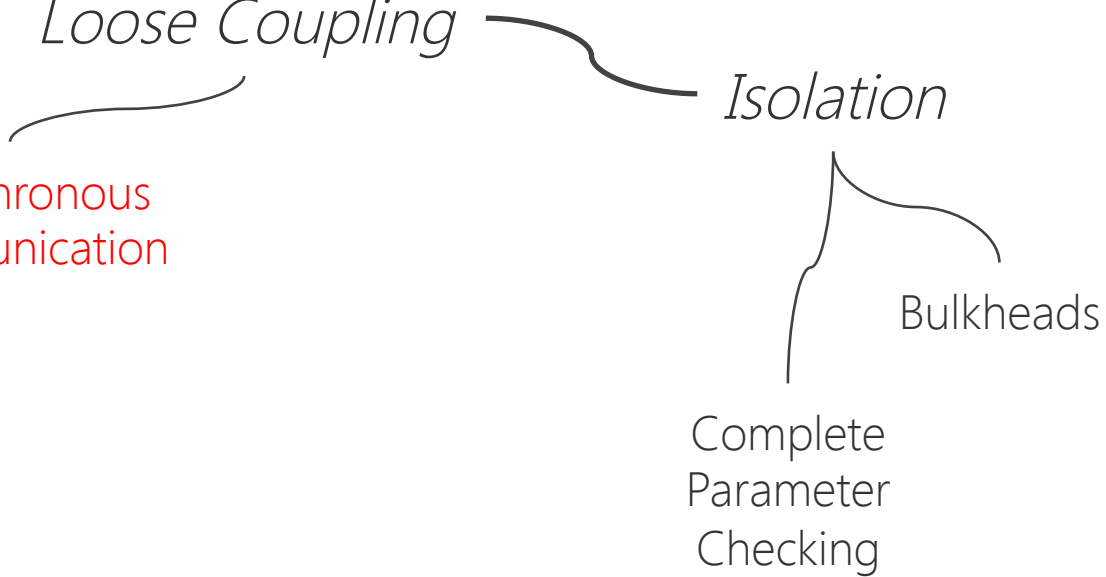 Loose Coupling
Isolation
hronous
unication
Bulkheads
Complete
Parameter
Checking